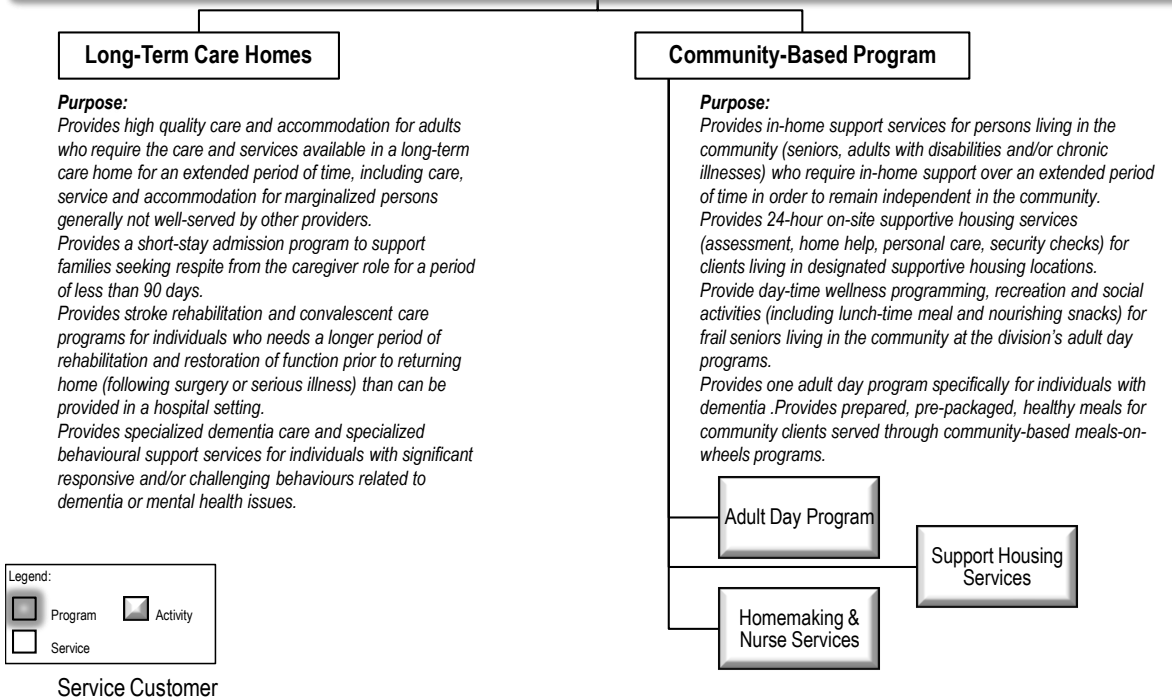 Long-Term Care Homes
Purpose:
Provides high quality care and accommodation for adults
who require the care and services available in a long-term
care home for an extended period of time, including care,
service and accommodation for marginalized persons
generally not well-served by other providers.
Provides a short-stay admission program to support
families seeking respite from the caregiver role for a period
of less than 90 days.
Provides stroke rehabilitation and convalescent care
programs for individuals who needs a longer period of
rehabilitation and restoration of function prior to returning
home (following surgery or serious illness) than can be
provided in a hospital setting.
Provides specialized dementia care and specialized
behavioural support services for individuals with significant
responsive and/or challenging behaviours related to
dementia or mental health issues.
Community-Based Program
Purpose:
Provides in-home support services for persons living in the
community (seniors, adults with disabilities and/or chronic
illnesses) who require in-home support over an extended period
of time in order to remain independent in the community.
Provides 24-hour on-site supportive housing services
(assessment, home help, personal care, security checks) for
clients living in designated supportive housing locations.
Provide day-time wellness programming, recreation and social
activities (including lunch-time meal and nourishing snacks) for
frail seniors living in the community at the division's adult day
programs.
Provides one adult day program specifically for individuals with
dementia .Provides prepared, pre-packaged, healthy meals for
community clients served through community-based meals-on-
wheels programs.
Adult Day Program
Support Housing
Services
Homemaking &
Nurse Services
Legend:
Program
Activity
Service
Service Customer